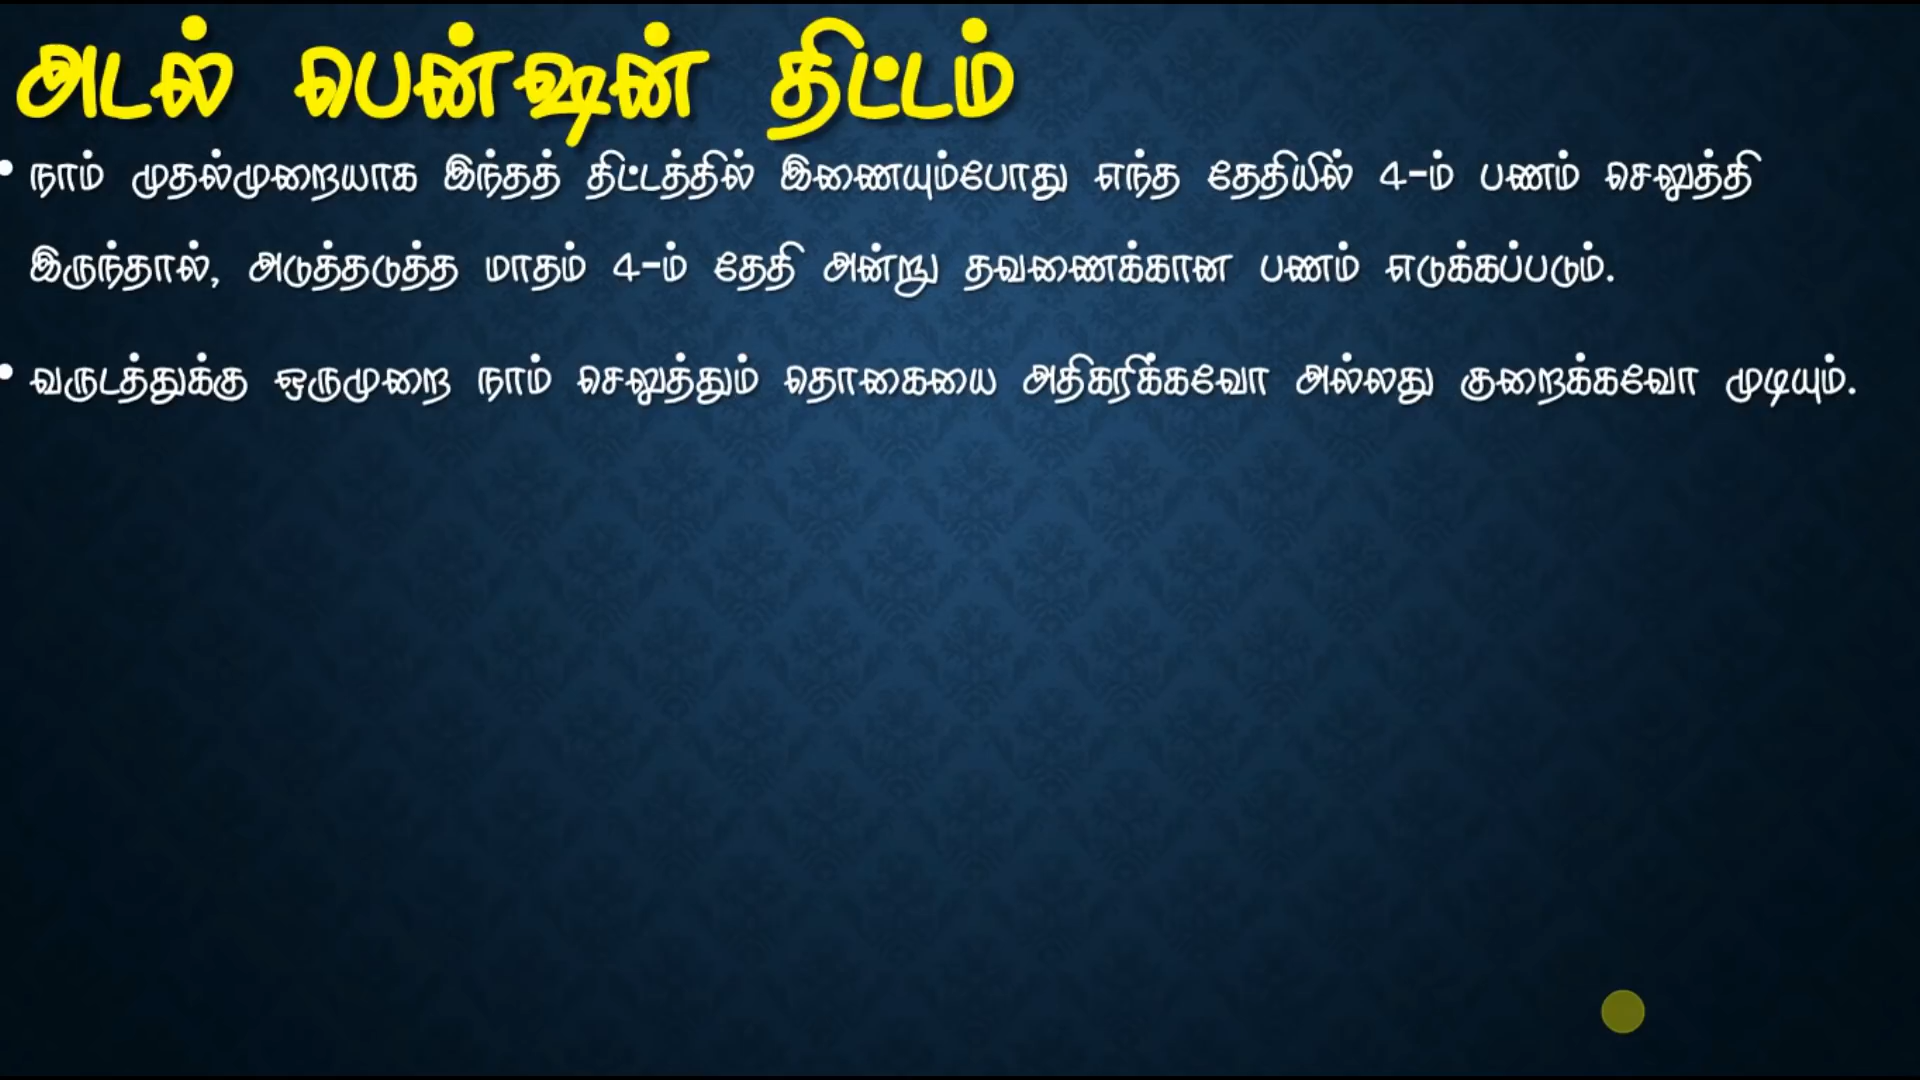 அடல் பென்ஷன் திட்டம்
• நாம் முதல்முறையாக இந்தத் திட்டத்தில் இணையும்போது எந்த தேதியில் 4-ம் பணம் செலுத்தி
இருந்தால், அடுத்தடுத்த மாதம் 4-ம் தேதி அன்று தவணைக்கான பணம் எடுக்கப்படும்.
• வருடத்துக்கு ஒருமுறை நாம் செலுத்தும் தொகையை அதிகரிக்கவோ அல்லது குறைக்கவோ முடியும்.